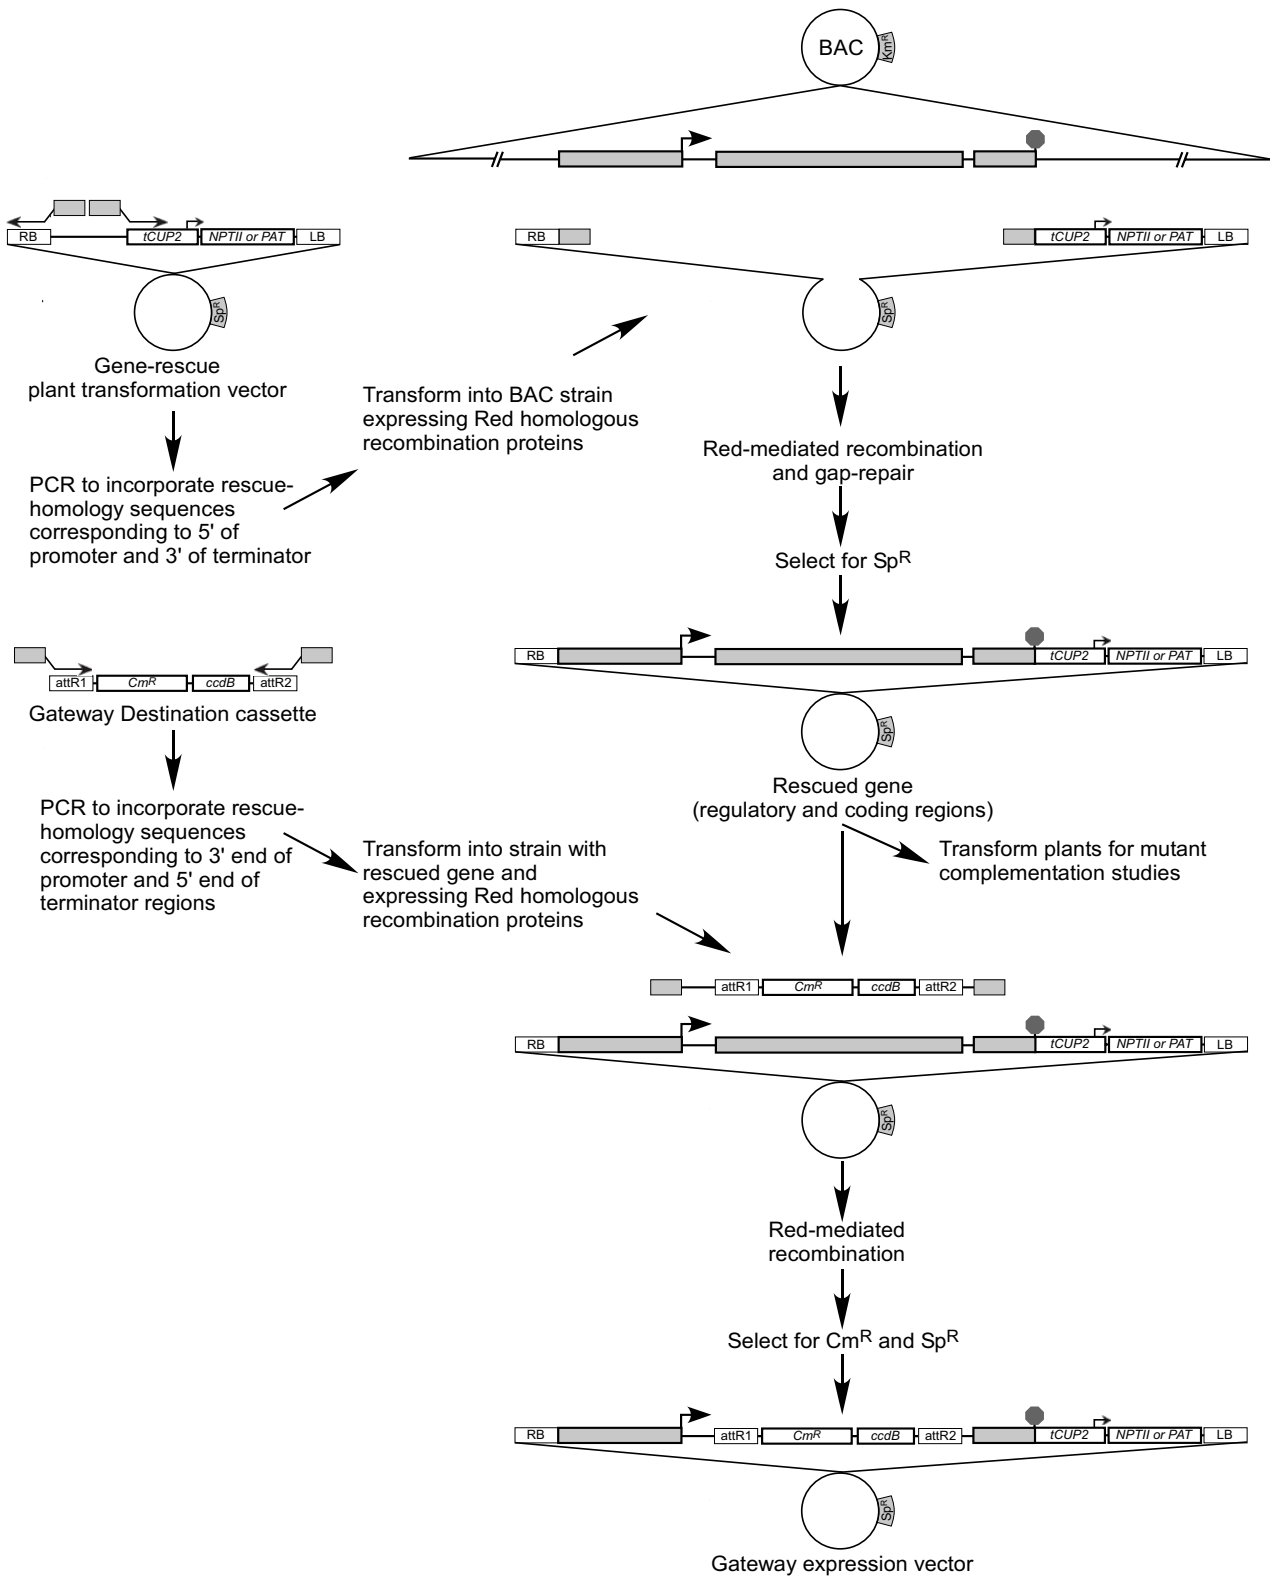 BAC
KmR
RB
tCUP2
NPTII or PAT
LB
SpR
Gene-rescue
plant transformation vector
RB
tCUP2
NPTII or PAT
LB
SpR
PCR to incorporate rescue-
homology sequences
corresponding to 5' of
promoter and 3' of terminator
Transform into BAC strain
expressing Red homologous
recombination proteins
Red-mediated recombination
and gap-repair
Select for SpR
RB
tCUP2
NPTII or PAT
LB
SpR
Rescued gene
(regulatory and coding regions)
attR1
CmR
ccdB
attR2
Gateway Destination cassette
PCR to incorporate rescue-
homology sequences
corresponding to 3' end of
promoter and 5' end of
terminator regions
Transform into strain with
rescued gene and
expressing Red homologous
recombination proteins
Transform plants for mutant
complementation studies
attR1
CmR
ccdB
attR2
RB
tCUP2
NPTII or PAT
LB
SpR
Red-mediated
recombination
Select for CmR and SpR
RB
attR1
CmR
ccdB
attR2
tCUP2
NPTII or PAT
LB
SpR
Gateway expression vector